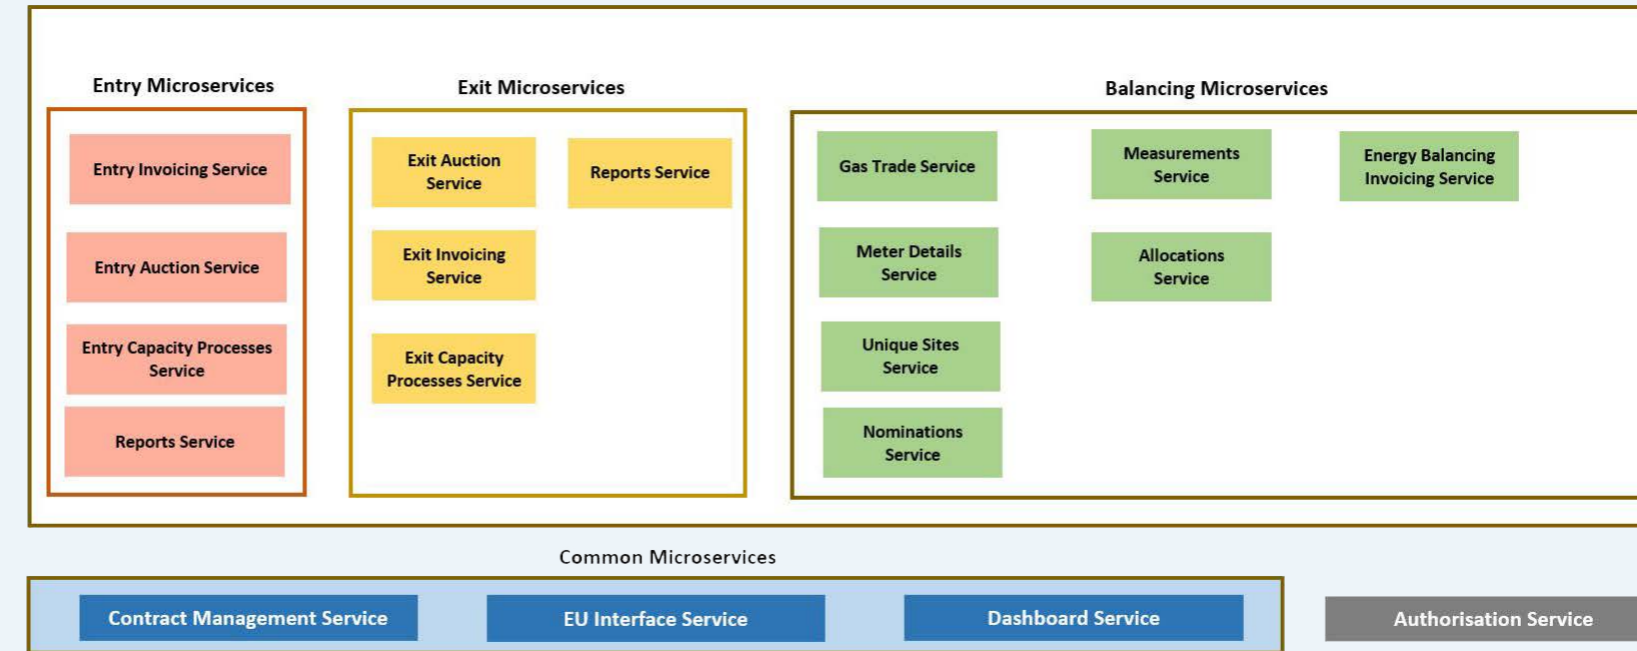 Entry Microservices
Entry Invoicing Service
Entry Auction Service
Entry Capacity Processes
Service
Reports Service
Exit Microservices
Exit Auction
Service
Reports Service
Exit Invoicing
Service
Exit Capacity
Processes Service
Balancing Microservices
Gas Trade Service
Measurements
Service
Energy Balancing
Invoicing Service
Meter Details
Service
Allocations
Service
Unique Sites
Service
Nominations
Service
Common Microservices
Contract Management Service
EU Interface Service
Dashboard Service
Authorisation Service